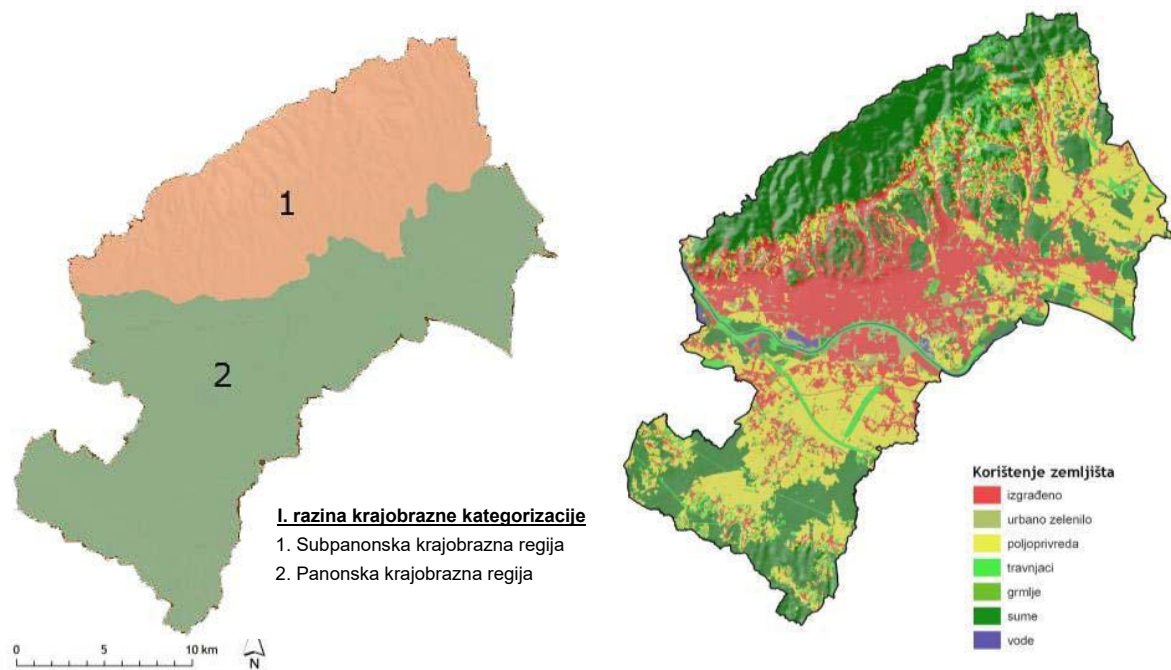 1
2
I. razina krajobrazne kategorizacije
1. Subpanonska krajobrazna regija
2. Panonska krajobrazna regija
0 5 10 km
N
Korištenje zemljišta
izgrađeno
urbano zelenilo
poljoprivreda
travnjaci
grmlje
sume
vode